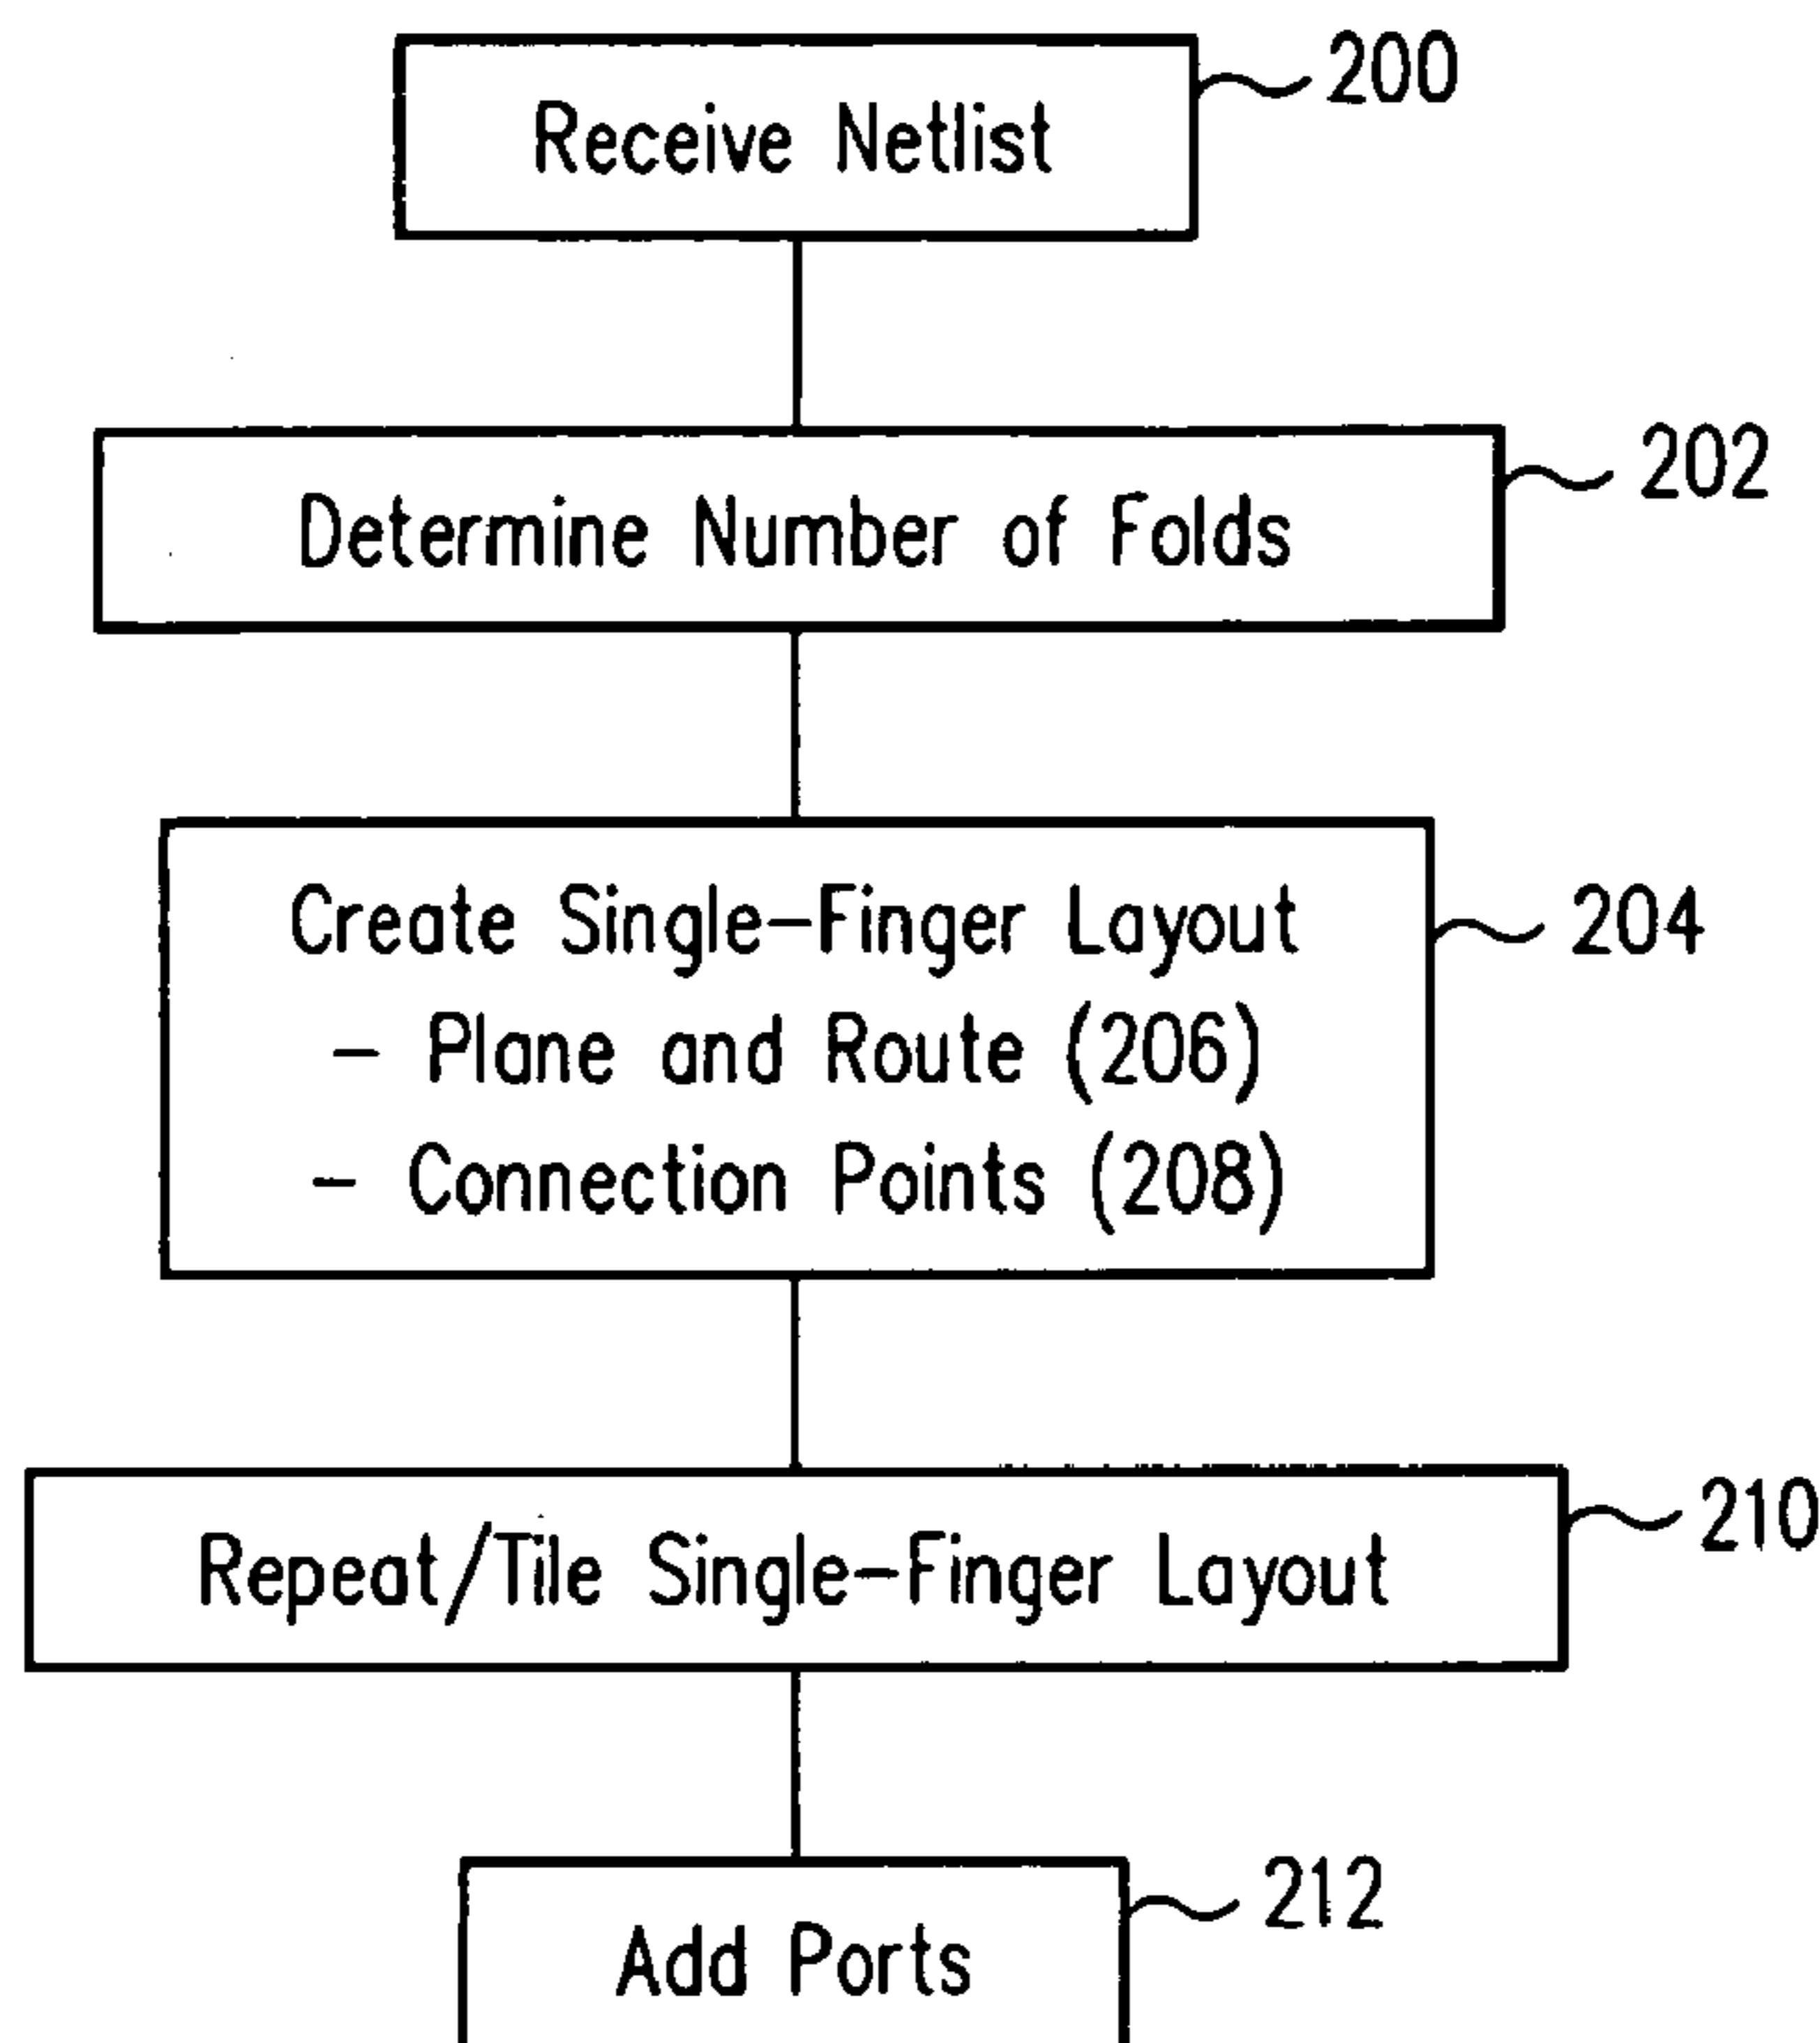 Receive Netlist
200
Determine Number of Folds
202
Create Single-Finger Layout
- Plane and Route (206)
- Connection Points (208)
204
Repeat/Tile Single-Finger Layout
210
Add Ports
212